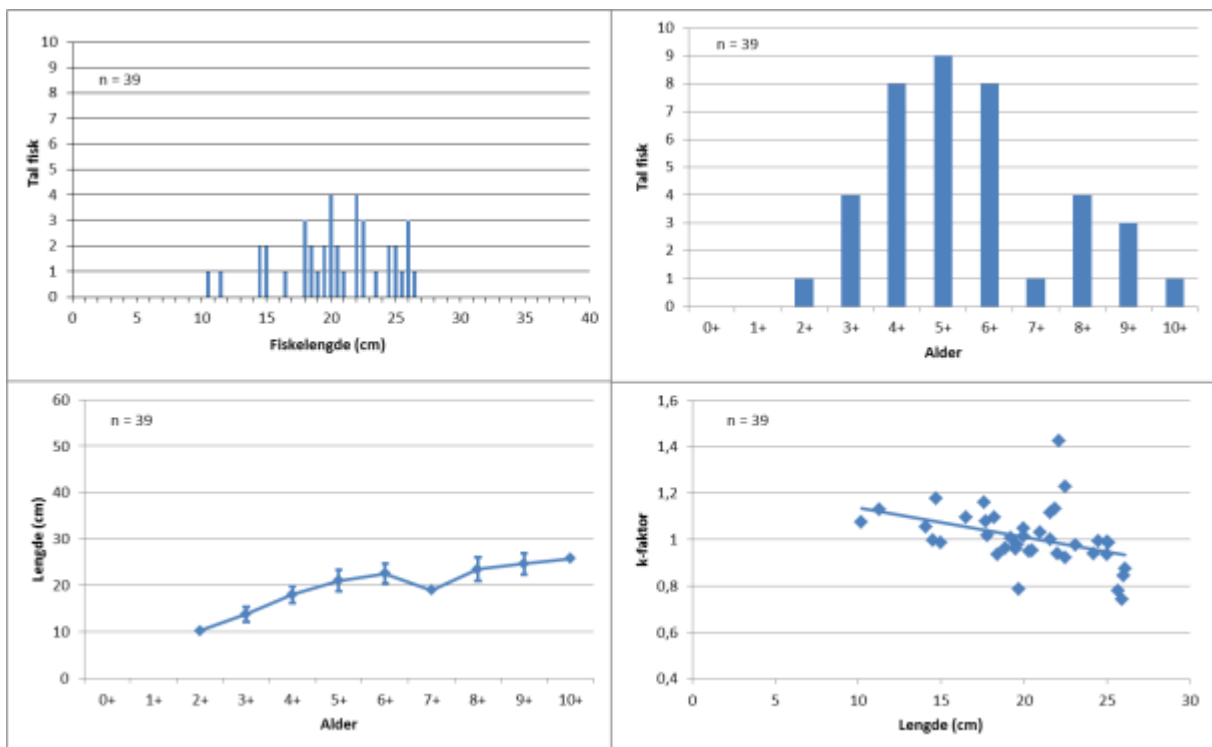 10
9
8
7
6
5
4
3
2
1
0
n = 39
Tal fisk
0 5 10 15 20 25 30 35 40
Fiskelengde (cm)
10
9
8
7
6
5
4
3
2
1
0
n = 39
Tal fisk
0+ 1+ 2+ 3+ 4+ 5+ 6+ 7+ 8+ 9+ 10+
Alder
60
50
40
30
20
10
0
n = 39
Lengde (cm)
0+ 1+ 2+ 3+ 4+ 5+ 6+ 7+ 8+ 9+ 10+
Alder
1,6
1,4
1,2
1
0,8
0,6
0,4
n = 39
k-faktor
0 5 10 15 20 25 30
Lengde (cm)